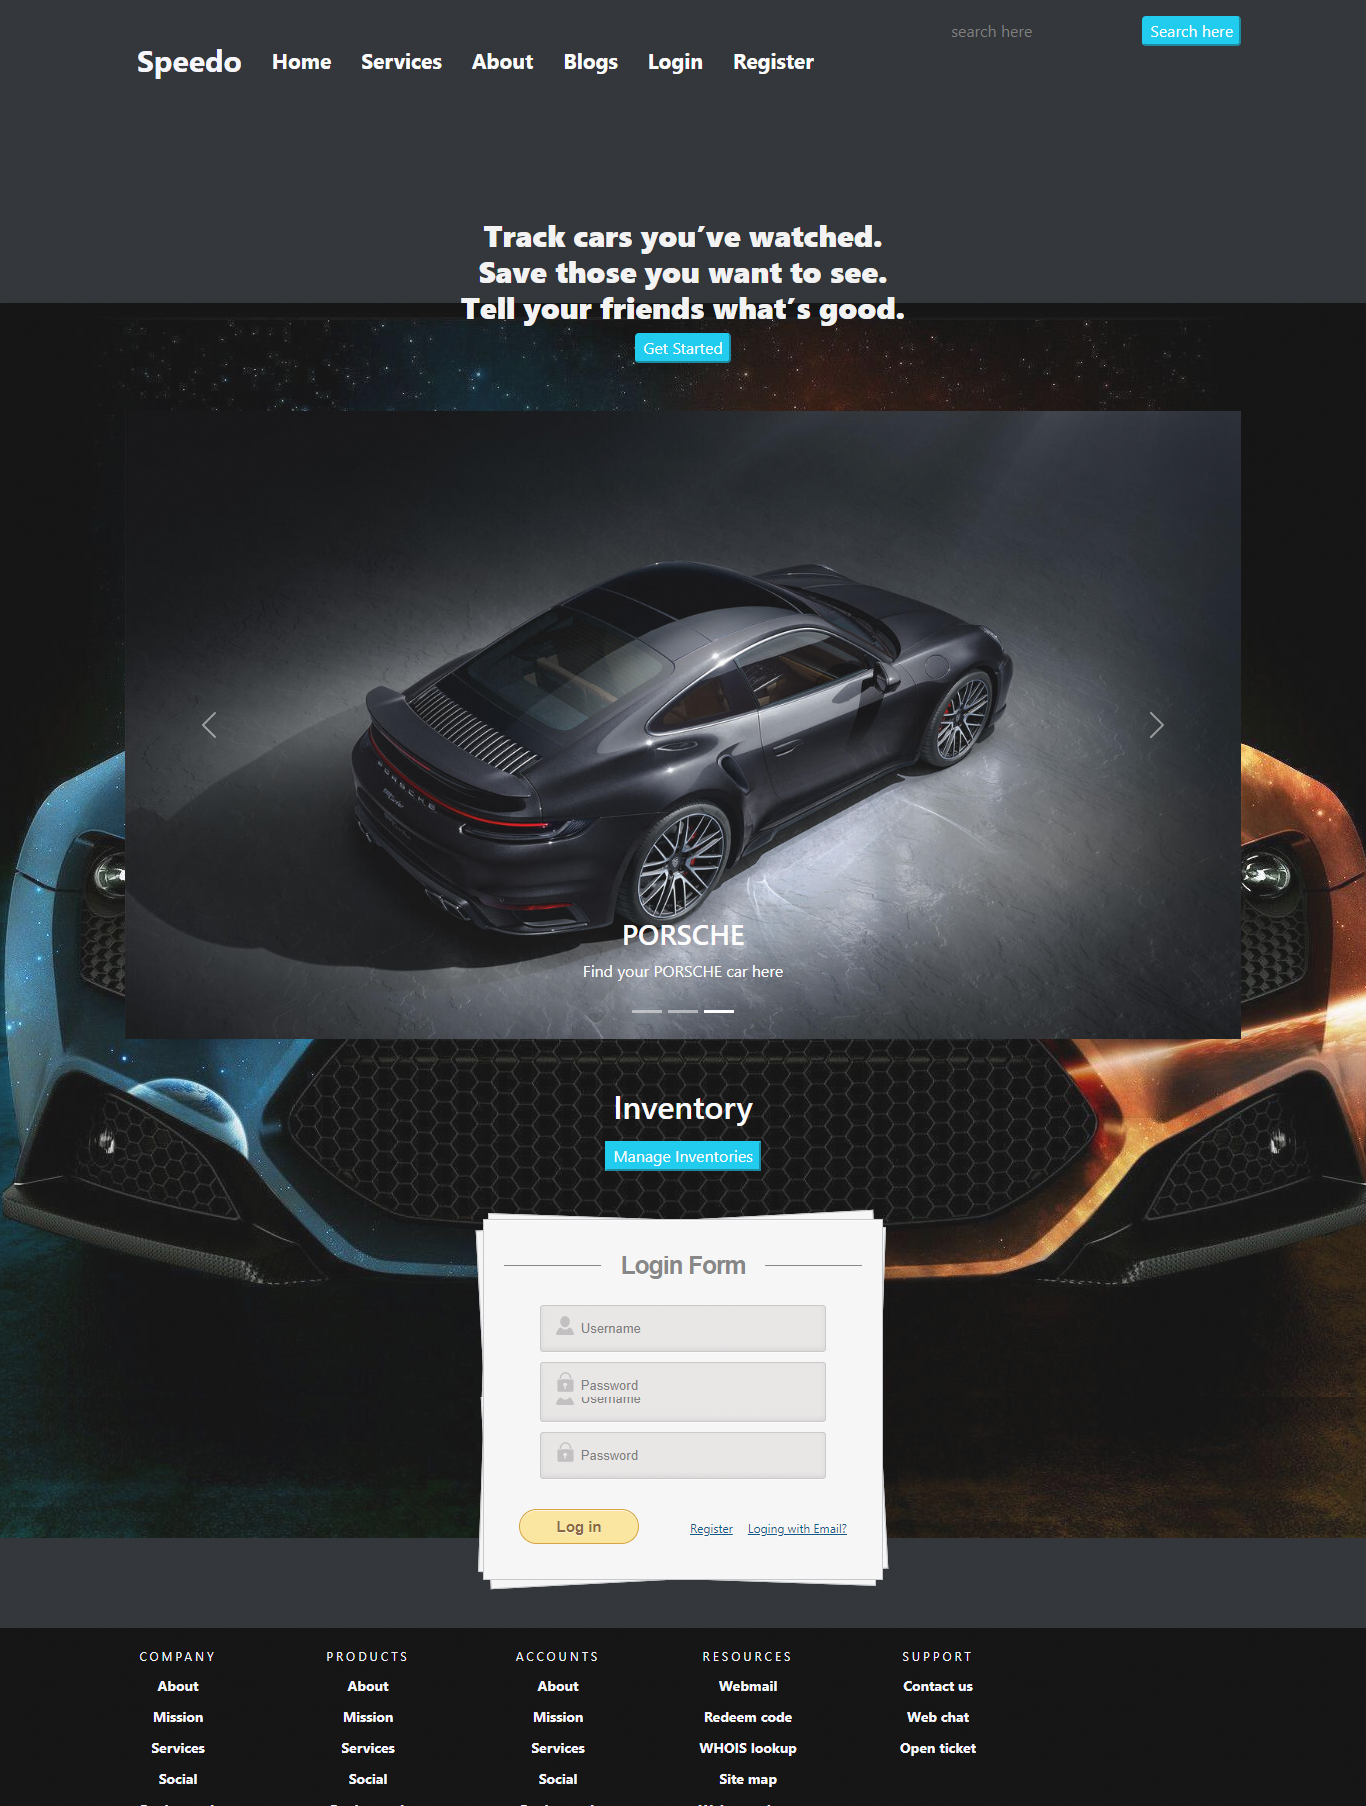 search here
Search here
Speedo Home Services About Blogs Login Register
Track cars you've watched.
Save those you want to see.
Tell your friends what's good.
Get Started
PORSCHE
PORSCHE
Find your PORSCHE car here
Inventory
Manage Inventories
Login Form
Username
Password
Username
Password
Log in
Register Loging with Email?
COMPANY PRODUCTS ACCOUNTS RESOURCES SUPPORT
About About About Webmail Contact us
Mission Mission Mission Redeem code Web chat
Services Services Services WHOIS lookup Open ticket
Social Social Social Site map